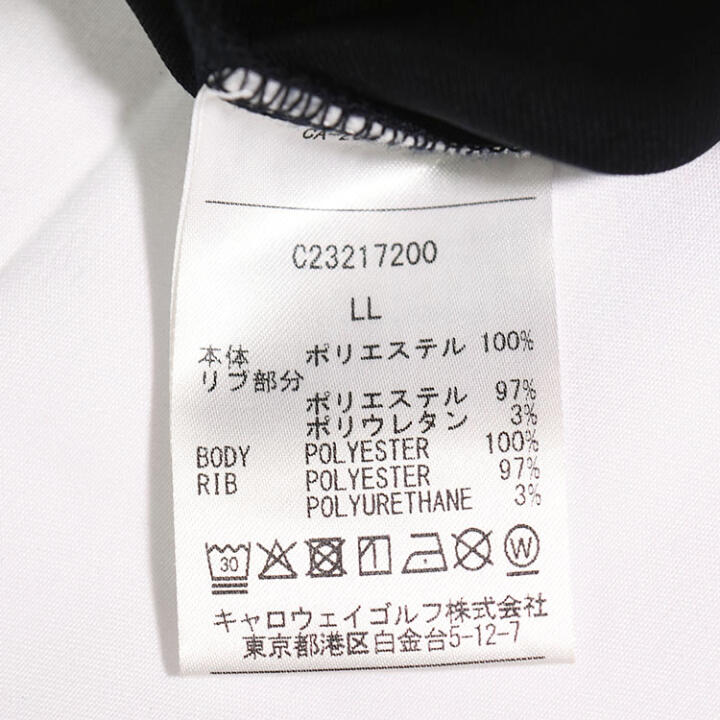 C23217200
LL
本体 ポリエステル 100%
リブ部分
ポリエステル 97%
ポリウレタン 3%
BODY POLYESTER 100%
RIB POLYESTER 97%
POLYURETHANE 3%
30 W
キャロウェイゴルフ株式会社
東京都港区白金台5-12-7